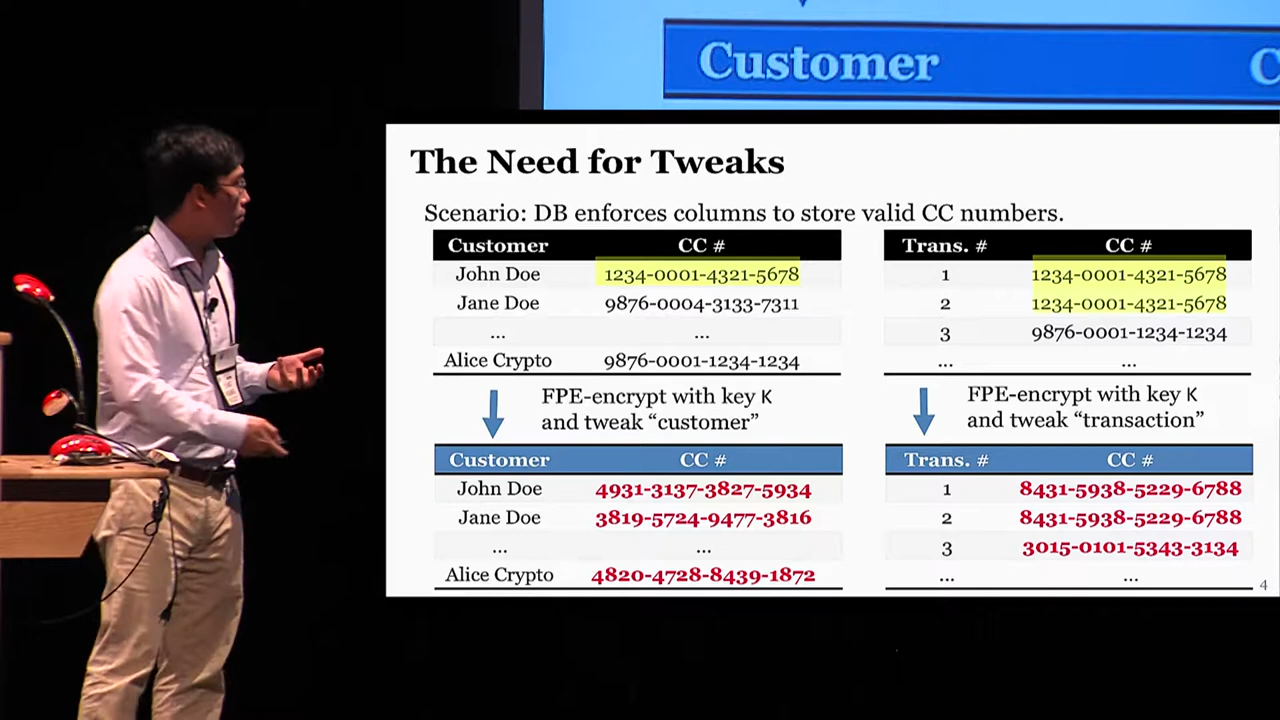 Customer
C
The Need for Tweaks
Scenario: DB enforces columns to store valid CC numbers.
Customer CC #
John Doe 1234-0001-4321-5678
Jane Doe 9876-0004-3133-7311
... ...
Alice Crypto 9876-0001-1234-1234
Trans. # CC #
1 1234-0001-4321-5678
2 1234-0001-4321-5678
3 9876-0001-1234-1234
... ...
FPE-encrypt with key K
and tweak “customer”
FPE-encrypt with key K
and tweak “transaction”
Customer CC #
John Doe 4931-3137-3827-5934
Jane Doe 3819-5724-9477-3816
... ...
Alice Crypto 4820-4728-8439-1872
Trans. # CC #
1 8431-5938-5229-6788
2 8431-5938-5229-6788
3 3015-0101-5343-3134
... ...
4